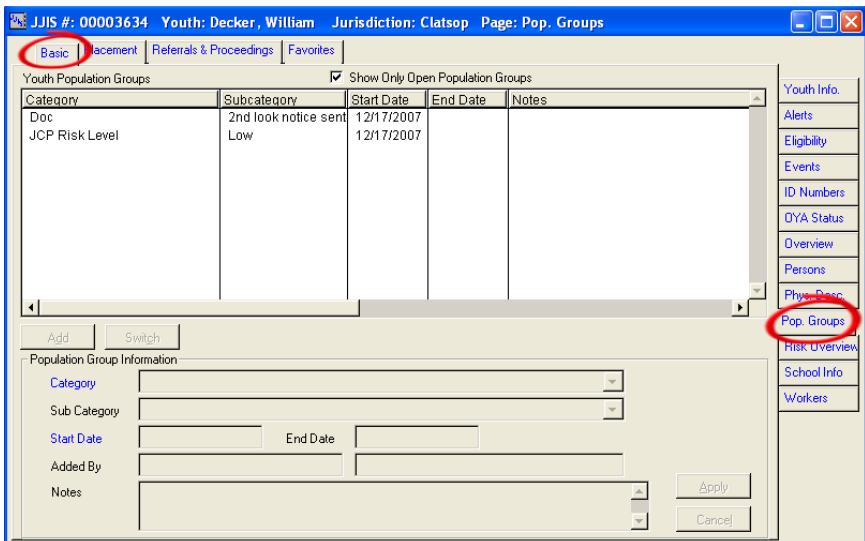 JJIS #: 00003634 Youth: Decker, William Jurisdiction: Clatsop Page: Pop. Groups
Basic Placement Referrals & Proceedings Favorites
Youth Population Groups Show Only Open Population Groups
Category Subcategory Start Date End Date Notes
Doc 2nd look notice sent 12/17/2007
JCP Risk Level Low 12/17/2007
Youth Info.
Alerts
Eligibility
Events
ID Numbers
OYA Status
Overview
Persons
Phys. Desc.
Pop. Groups
Risk Overview
School Info
Workers
Add Switch
Population Group Information
Category
Sub Category
Start Date End Date
Added By
Notes
Apply
Cancel